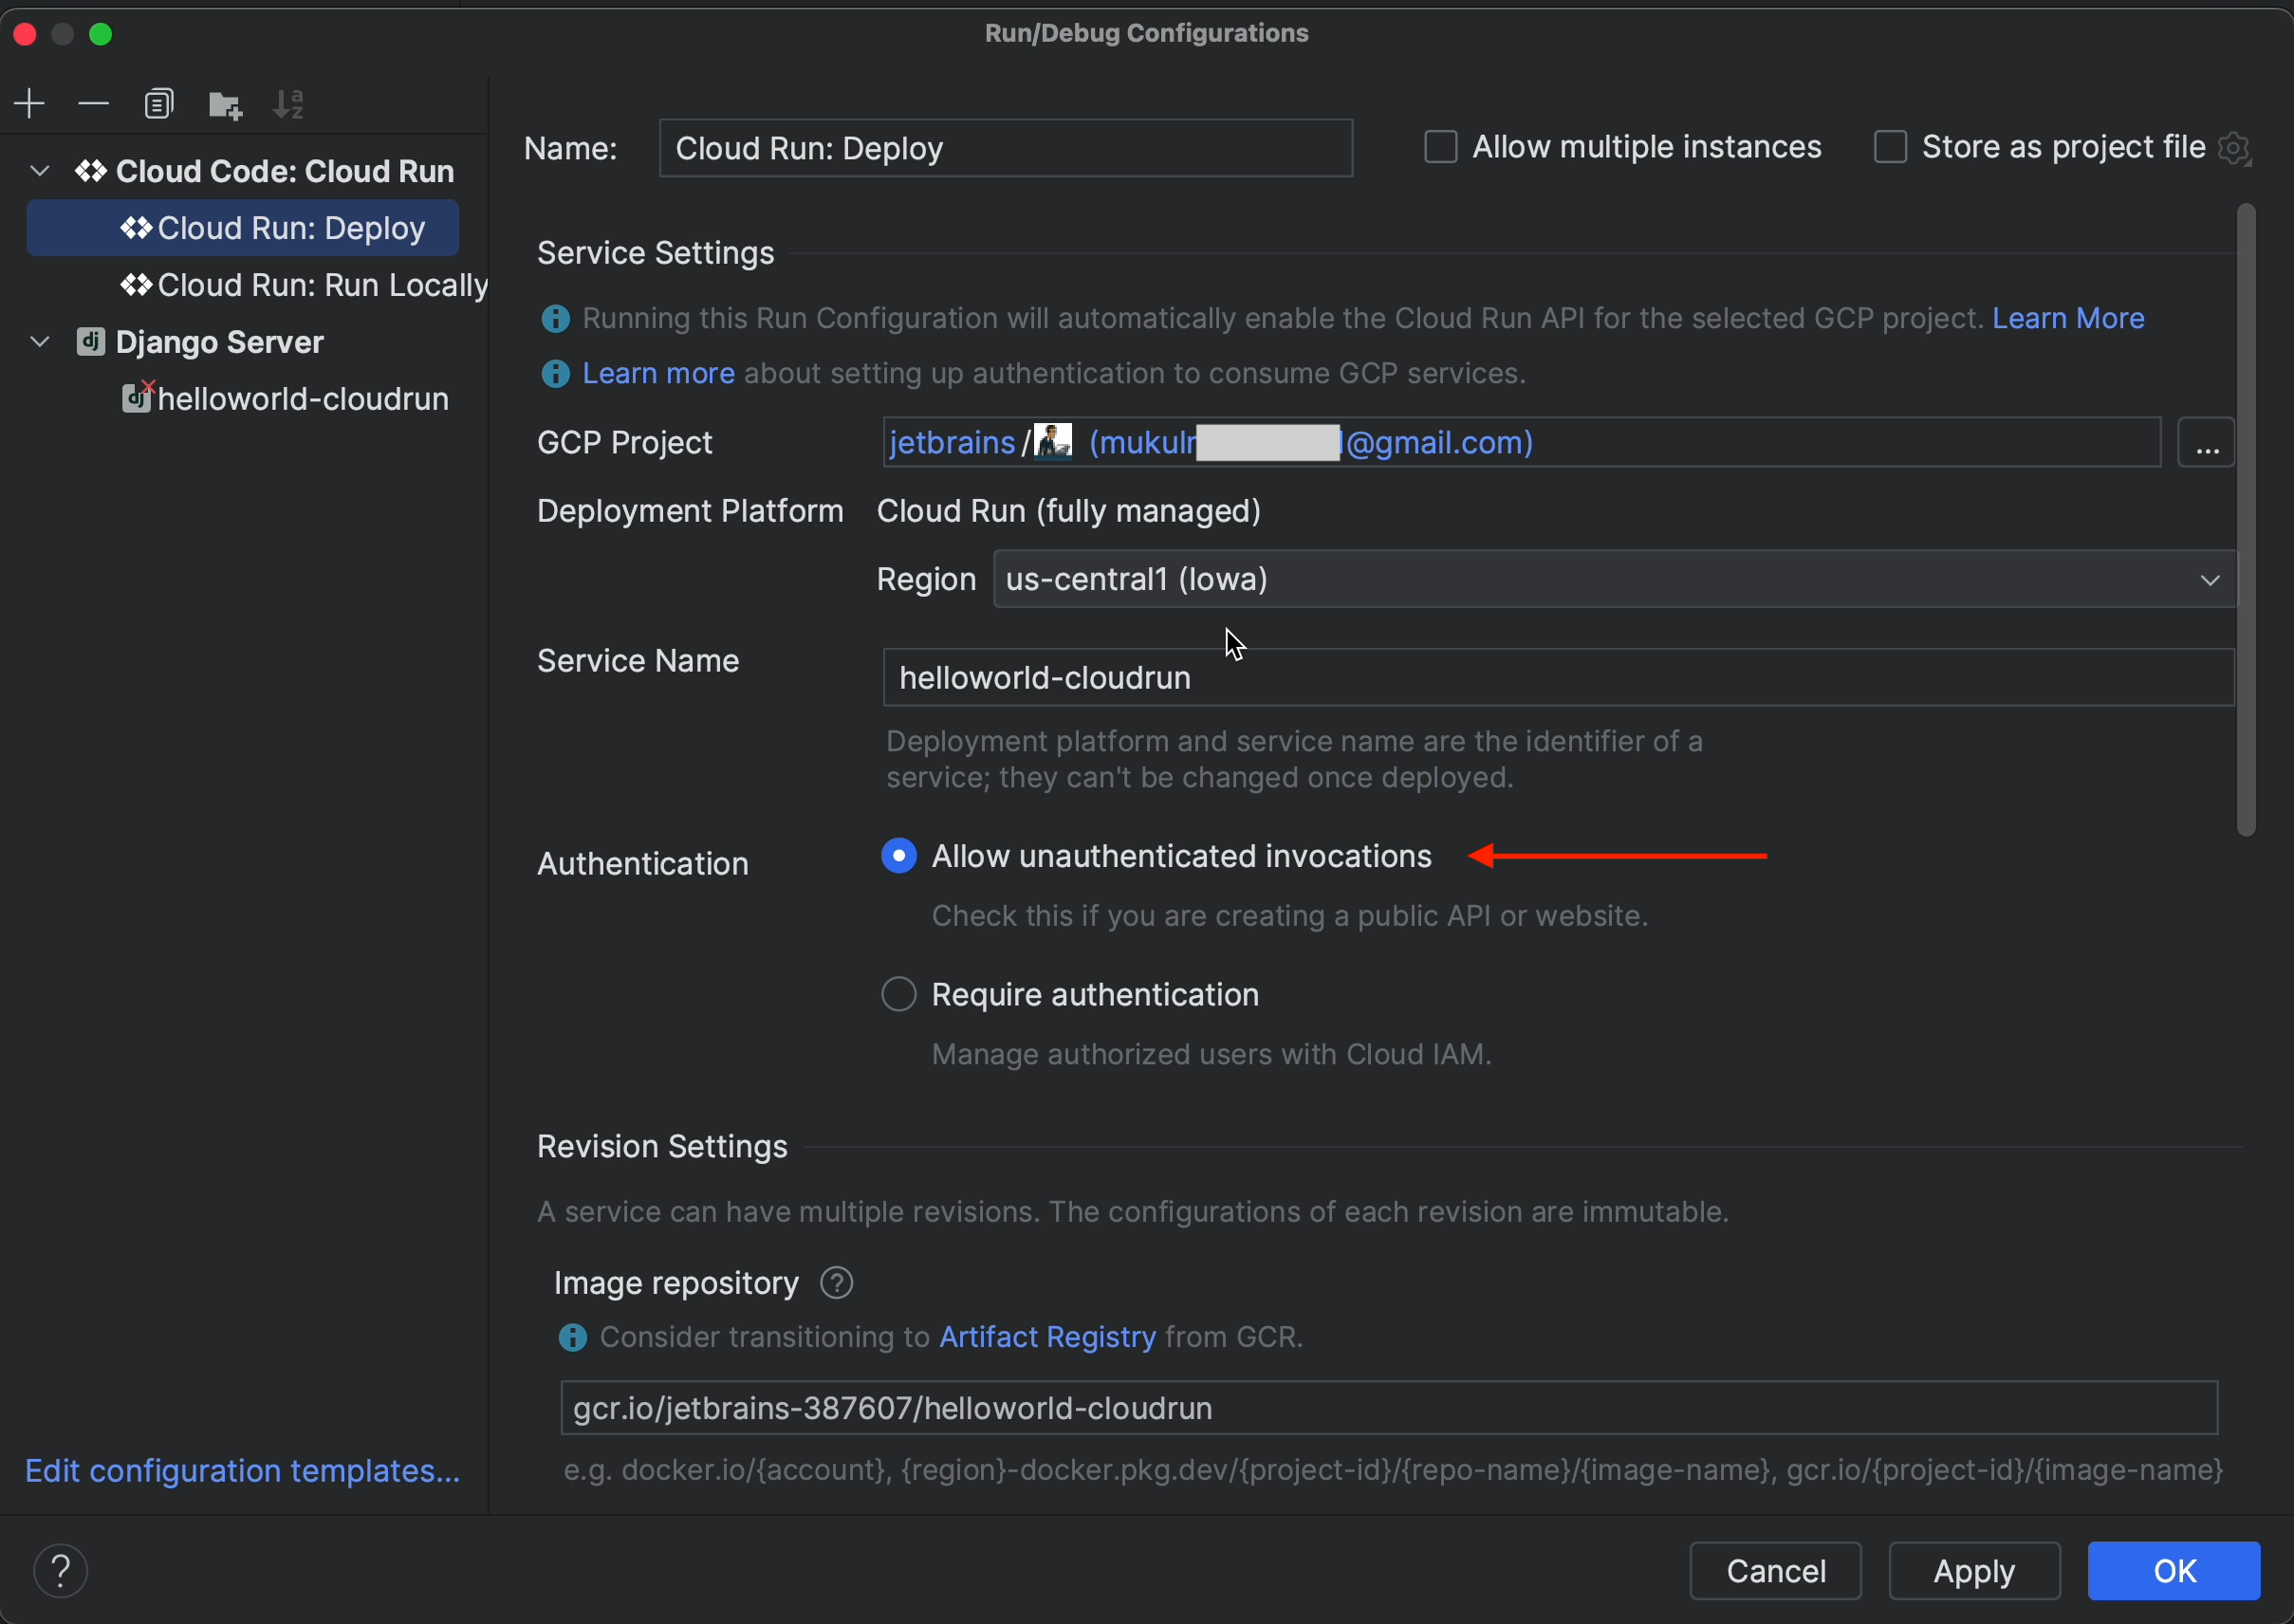 Run/Debug Configurations
Cloud Code: Cloud Run
Cloud Run: Deploy
Cloud Run: Run Locally
dj Django Server
dj helloworld-cloudrun
Edit configuration templates...
Name: Cloud Run: Deploy
Allow multiple instances
Store as project file
Service Settings
Running this Run Configuration will automatically enable the Cloud Run API for the selected GCP project. Learn More
Learn more about setting up authentication to consume GCP services.
GCP Project jetbrains/ (mukulr @gmail.com) ...
Deployment Platform Cloud Run (fully managed)
Region us-central1 (Iowa)
Service Name helloworld-cloudrun
Deployment platform and service name are the identifier of a
service; they can't be changed once deployed.
Authentication Allow unauthenticated invocations
Check this if you are creating a public API or website.
Require authentication
Manage authorized users with Cloud IAM.
Revision Settings
A service can have multiple revisions. The configurations of each revision are immutable.
Image repository ?
Consider transitioning to Artifact Registry from GCR.
gcr.io/jetbrains-387607/helloworld-cloudrun
e.g. docker.io/{account}, {region}-docker.pkg.dev/{project-id}/{repo-name}/{image-name}, gcr.io/{project-id}/{image-name}
? Cancel Apply OK